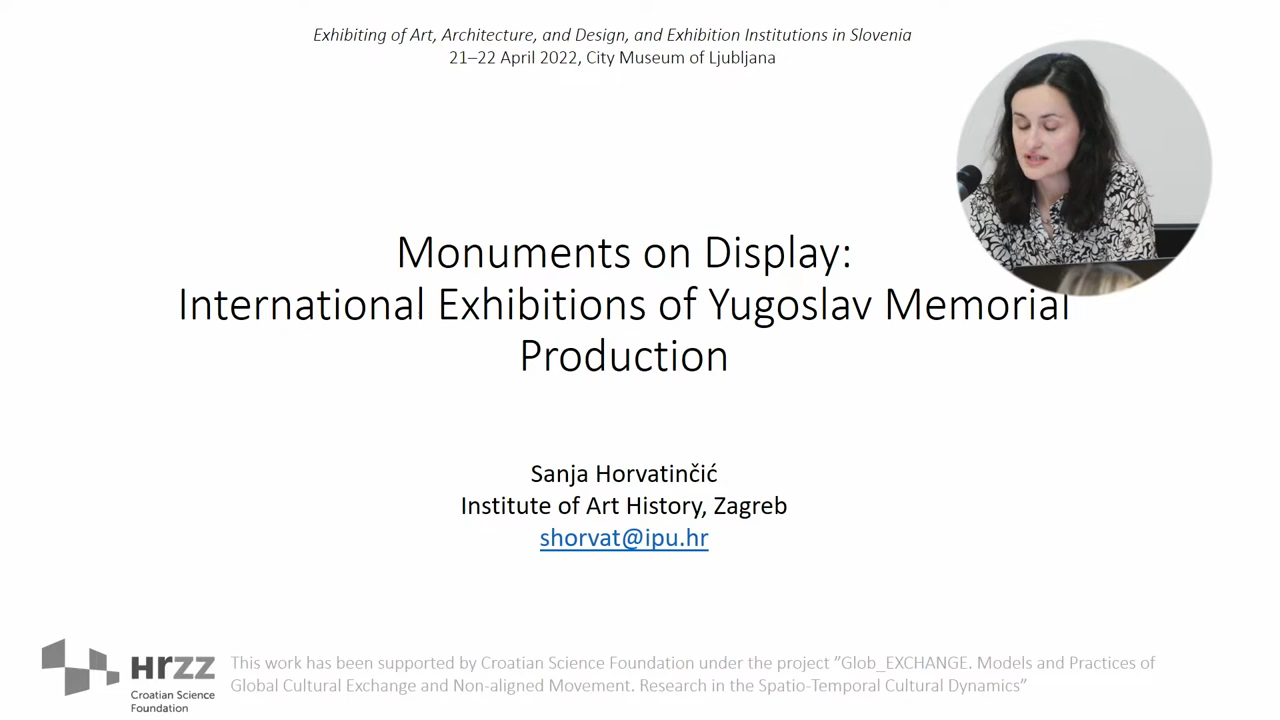 Exhibiting of Art, Architecture, and Design, and Exhibition Institutions in Slovenia
21–22 April 2022, City Museum of Ljubljana
Monuments on Display:
International Exhibitions of Yugoslav Memorial
Production
Sanja Horvatinčić
Institute of Art History, Zagreb
shorvat@ipu.hr
Hrzz
Croatian Science
Foundation
This work has been supported by Croatian Science Foundation under the project ”Glob_EXCHANGE. Models and Practices of
Global Cultural Exchange and Non-aligned Movement. Research in the Spatio-Temporal Cultural Dynamics”